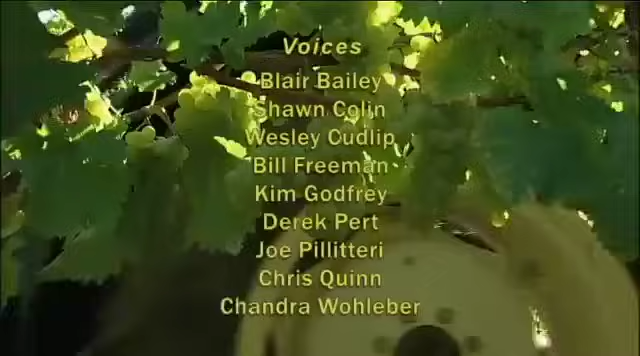 Voices
Blair Bailey
Shawn Colin
Wesley Cudlip
Bill Freeman
Kim Godfrey
Derek Pert
Joe Pillitteri
Chris Quinn
Chandra Wohleber